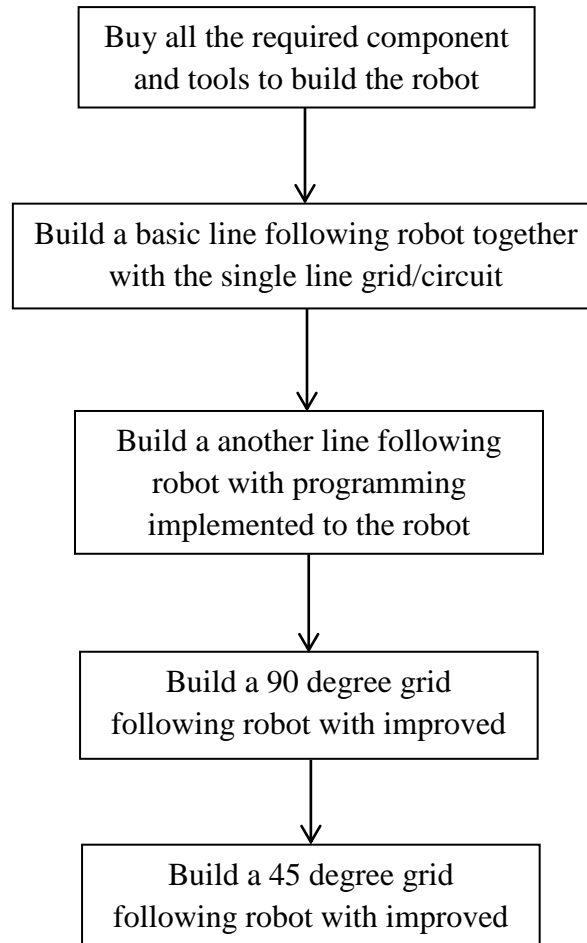 Buy all the required component
and tools to build the robot
Build a basic line following robot together
with the single line grid/circuit
Build a another line following
robot with programming
implemented to the robot
Build a 90 degree grid
following robot with improved
Build a 45 degree grid
following robot with improved